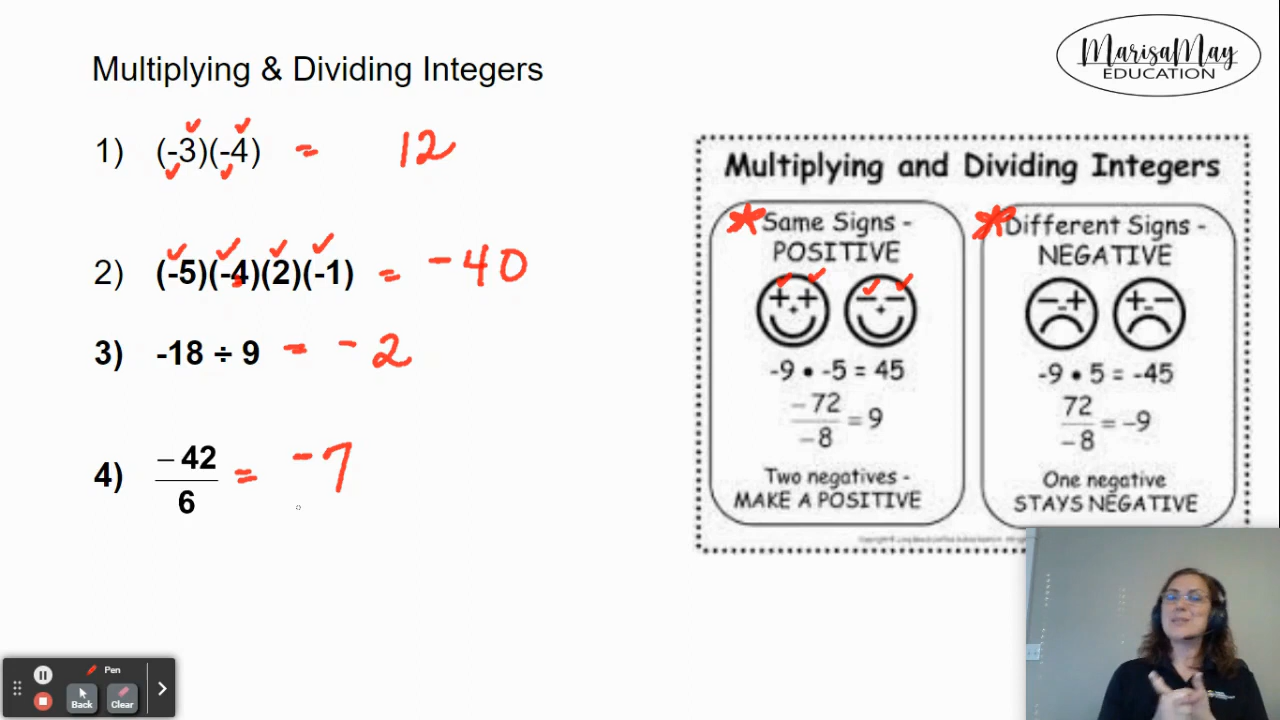 Multiplying & Dividing Integers
MarisaMay
EDUCATION
1) (-3)(-4) = 12
2) (-5)(-4)(2)(-1) = -40
3) -18 ÷ 9 = -2
4) -42/6 = -7
Multiplying and Dividing Integers
Same Signs -
POSITIVE
+ +
- -
-9 • -5 = 45
-72/-8 = 9
Two negatives -
MAKE A POSITIVE
Different Signs -
NEGATIVE
- +
+ -
-9 • 5 = -45
72/-8 = -9
One negative
STAYS NEGATIVE
Pen
Back
Clear